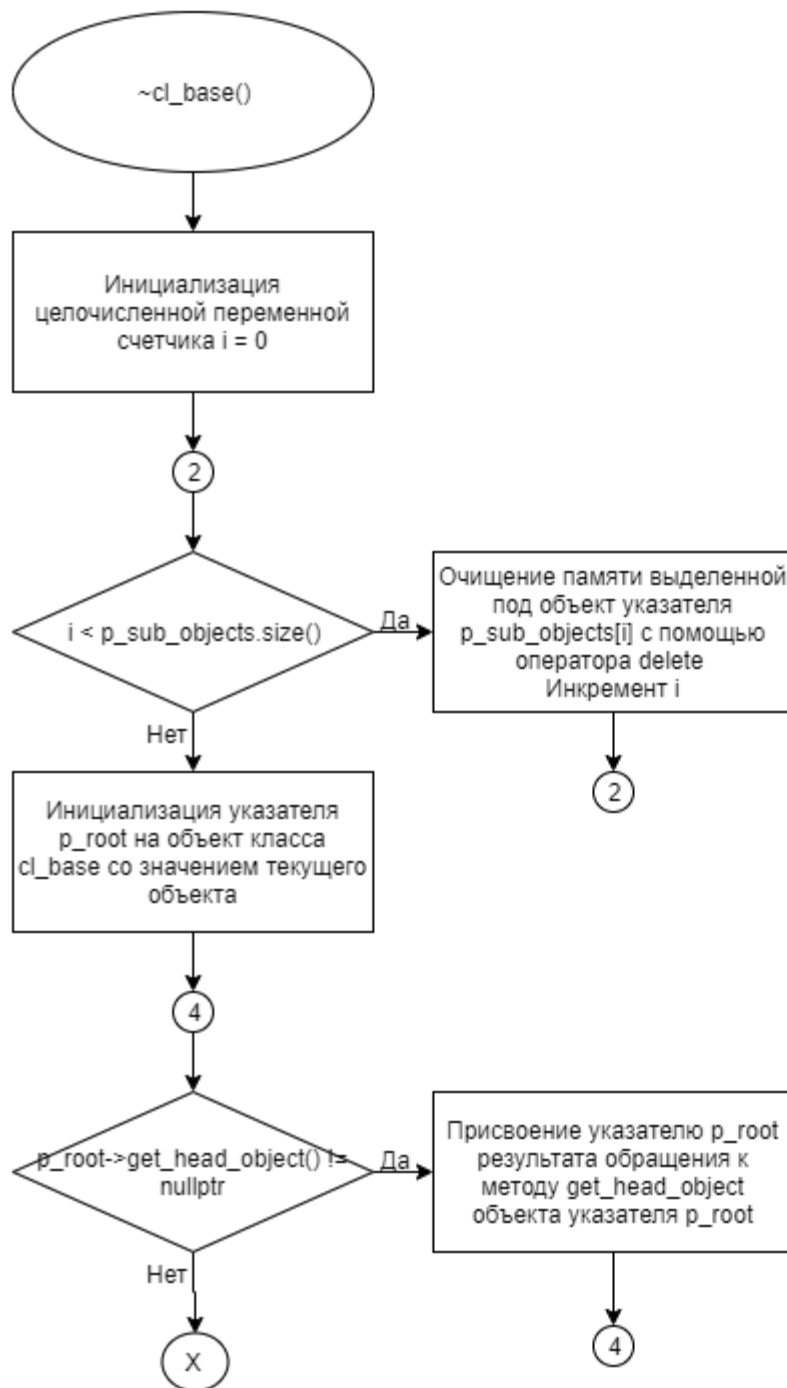 ~cl_base()
Инициализация
целочисленной переменной
счетчика i = 0
2
i < p_sub_objects.size()
Да
Очищение памяти выделенной
под объект указателя
p_sub_objects[i] с помощью
оператора delete
Инкремент i
2
Нет
Инициализация указателя
p_root на объект класса
cl_base со значением текущего
объекта
4
p_root->get_head_object() !=
nullptr
Да
Присвоение указателю p_root
результата обращения к
методу get_head_object
объекта указателя p_root
4
Нет
X